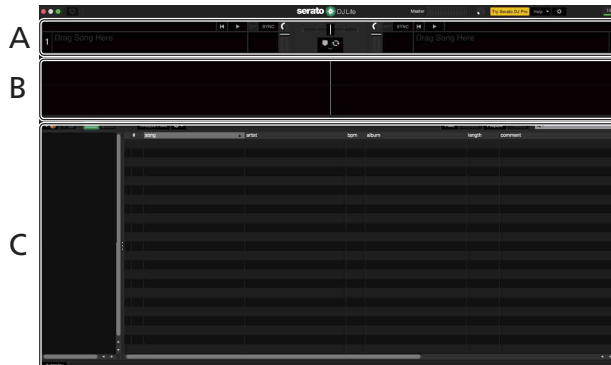 serato DJ Lite Master Try Serato DJ Pro Help
A
SYNC SYNC
1 Drag Song Here Drag Song Here
B
C
# song artist bpm album length comment